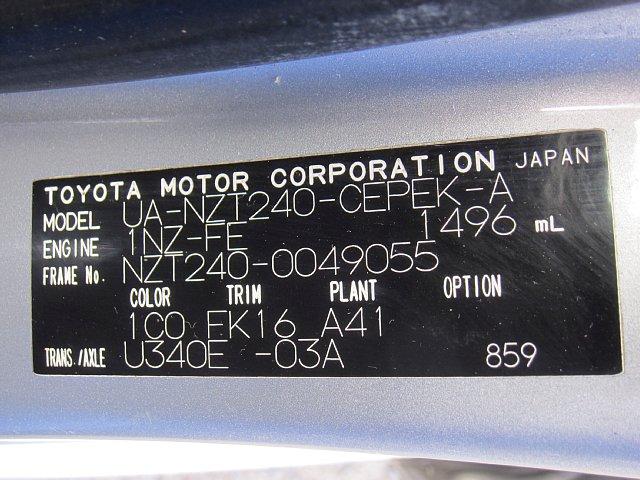 TOYOTA MOTOR CORPORATION JAPAN
MODEL UA-NZT240-CEPEK-A
ENGINE 1NZ-FE 1496 mL
FRAME No. NZT240-0049055
COLOR TRIM PLANT OPTION
1C0 FK16 A41
TRANS./AXLE U340E -03A 859